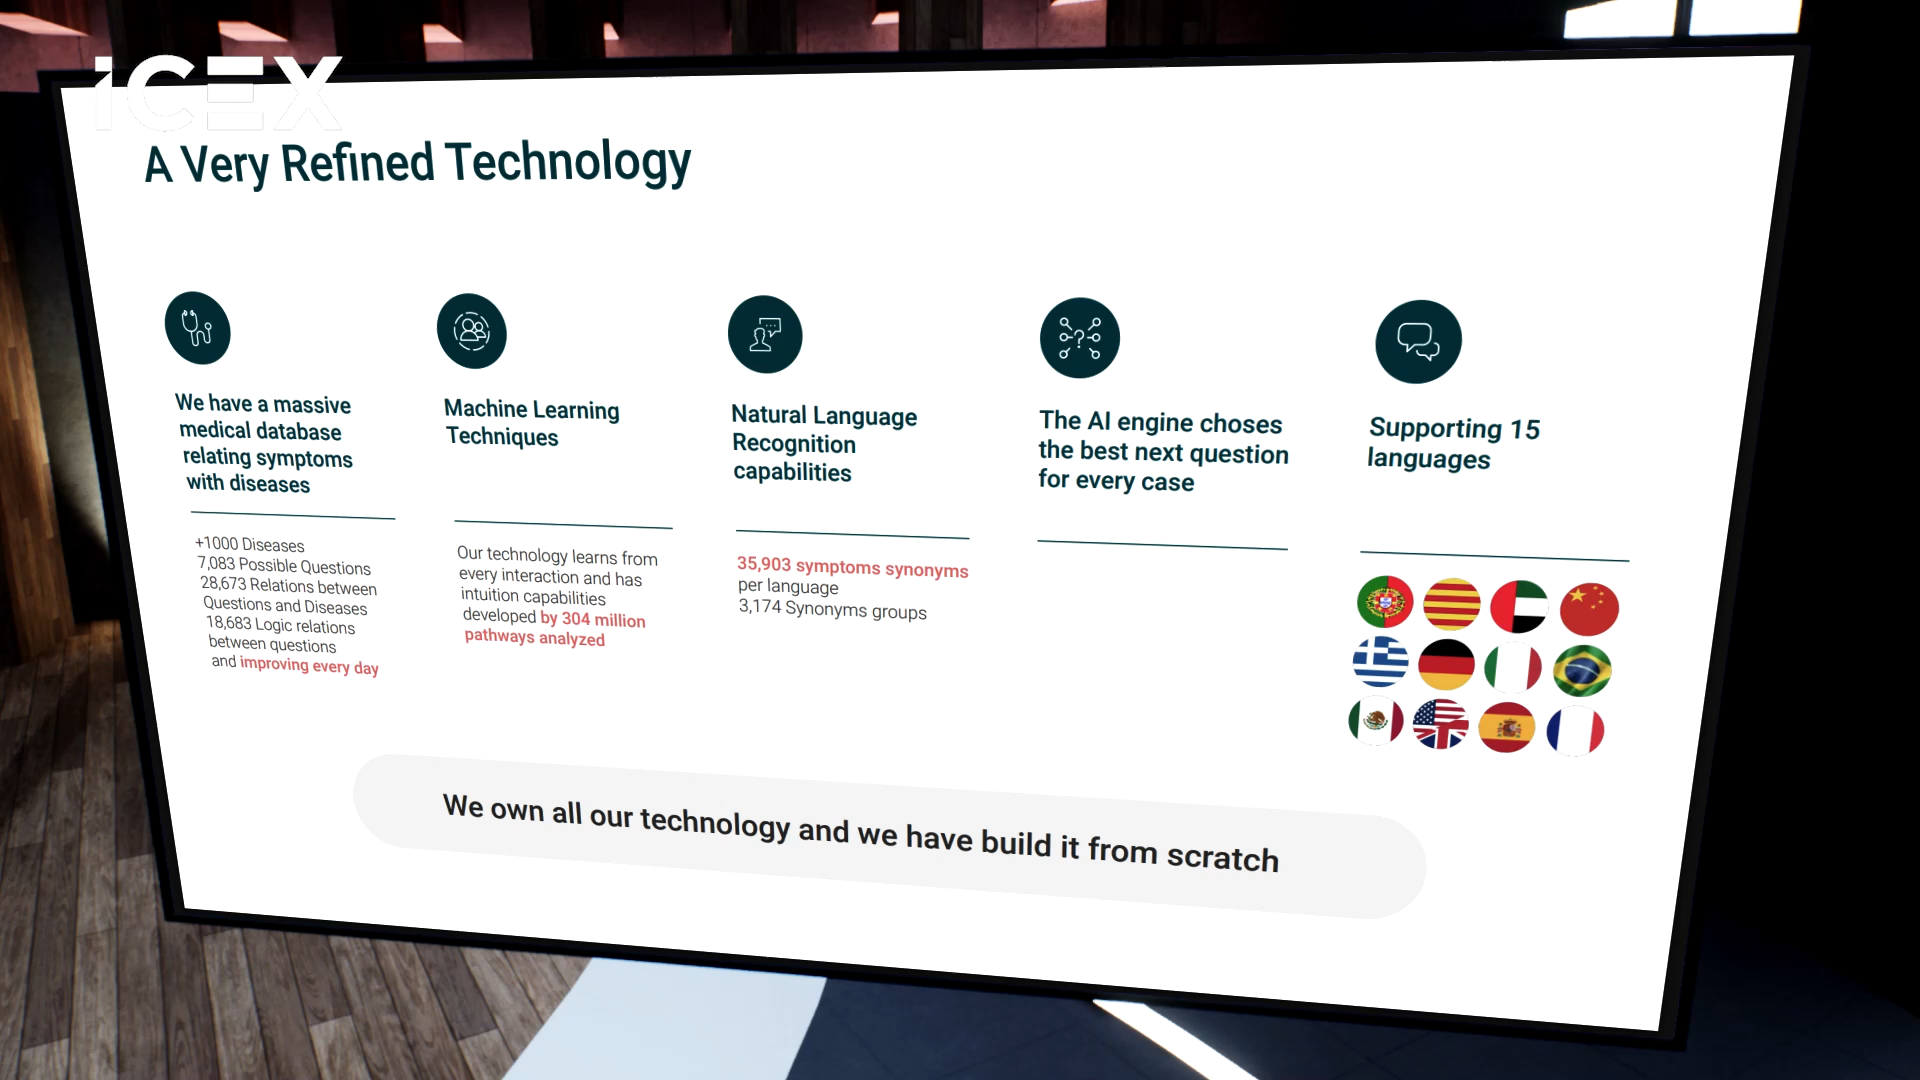 iCEX
A Very Refined Technology
We have a massive
medical database
relating symptoms
with diseases
+1000 Diseases
7,083 Possible Questions
28,673 Relations between
Questions and Diseases
18,683 Logic relations
between questions
and improving every day
Machine Learning
Techniques
Our technology learns from
every interaction and has
intuition capabilities
developed by 304 million
pathways analyzed
Natural Language
Recognition
capabilities
35,903 symptoms synonyms
per language
3,174 Synonyms groups
The AI engine choses
the best next question
for every case
Supporting 15
languages
We own all our technology and we have build it from scratch